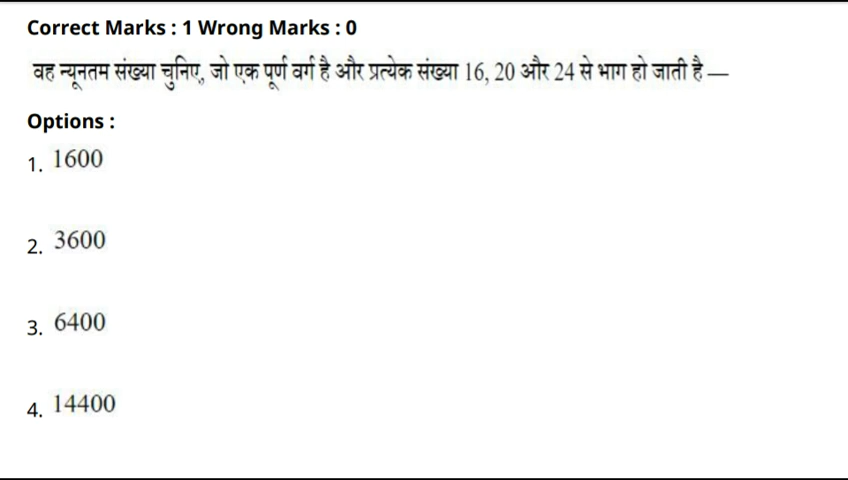 Correct Marks : 1 Wrong Marks : 0
वह न्यूनतम संख्या चुनिए, जो एक पूर्ण वर्ग है और प्रत्येक संख्या 16, 20 और 24 से भाग हो जाती है —
Options :
1. 1600
2. 3600
3. 6400
4. 14400